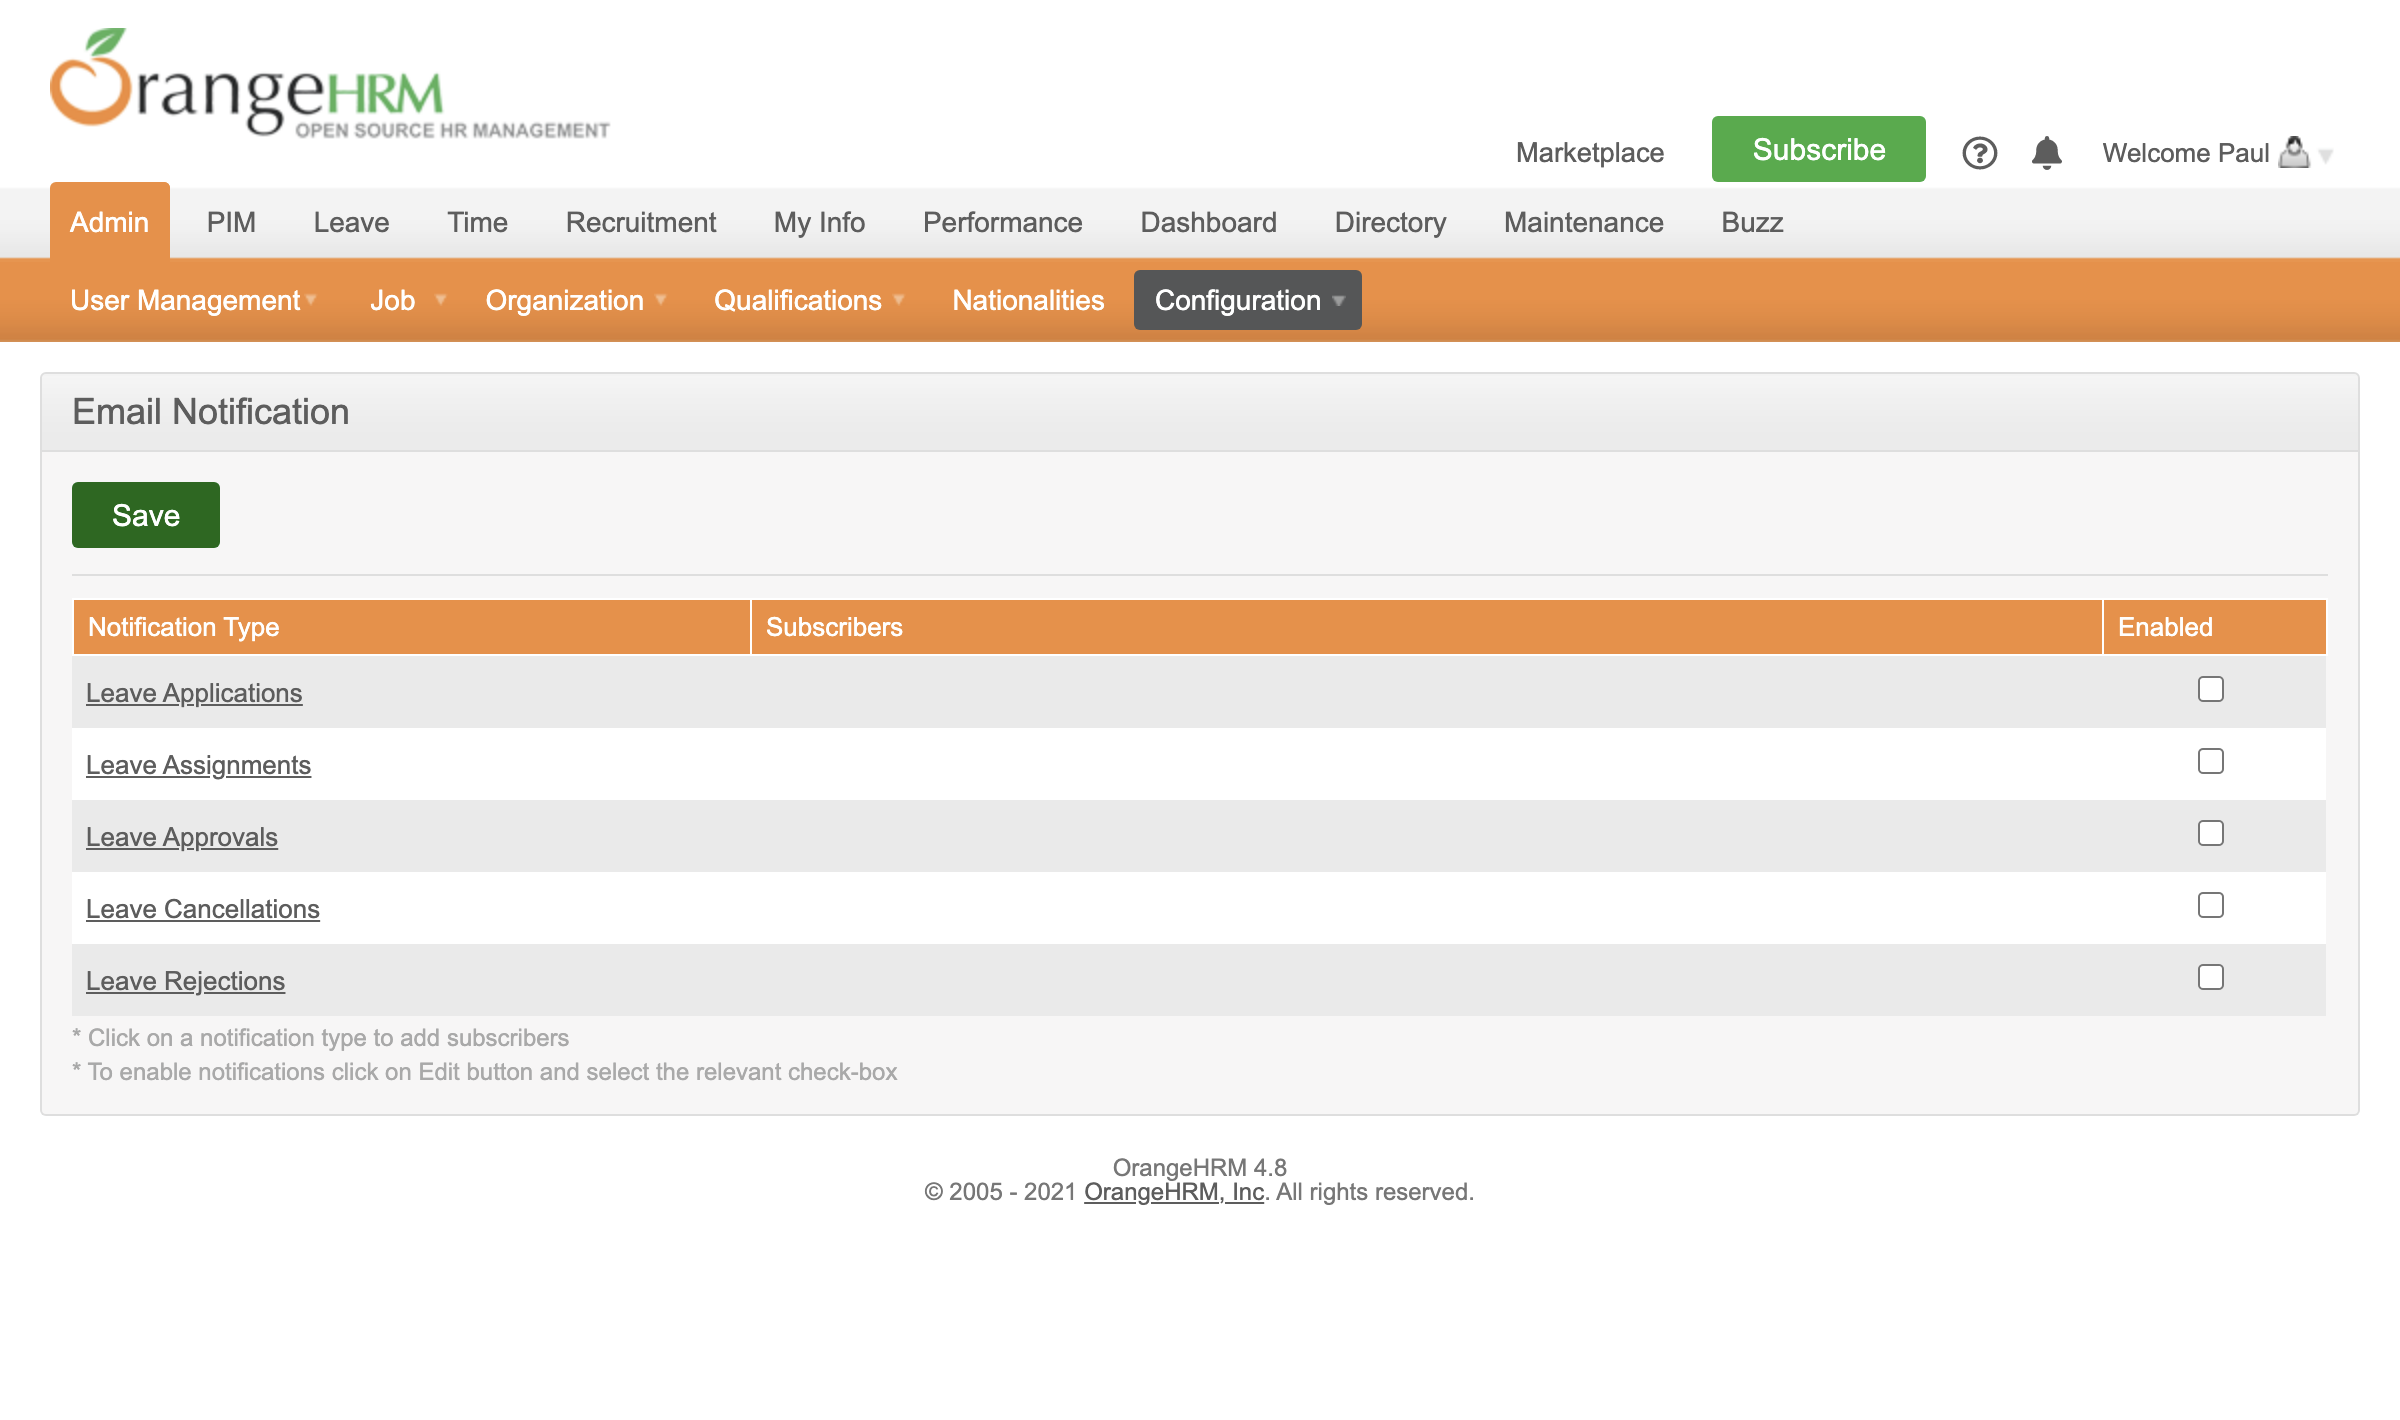 OrangeHRM
OPEN SOURCE HR MANAGEMENT
Marketplace Subscribe Welcome Paul
Admin PIM Leave Time Recruitment My Info Performance Dashboard Directory Maintenance Buzz
User Management Job Organization Qualifications Nationalities Configuration
Email Notification
Save
Notification Type Subscribers Enabled
Leave Applications
Leave Assignments
Leave Approvals
Leave Cancellations
Leave Rejections
* Click on a notification type to add subscribers
* To enable notifications click on Edit button and select the relevant check-box
OrangeHRM 4.8
© 2005 - 2021 OrangeHRM, Inc. All rights reserved.